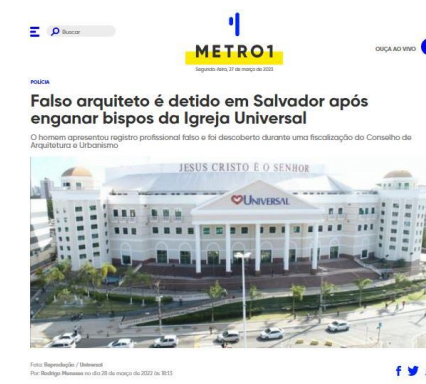 Buscar
METRO1
OUÇA AO VIVO
Segunda-feira, 27 de março de 2023
POLÍCIA
Falso arquiteto é detido em Salvador após
enganar bispos da Igreja Universal
O homem apresentou registro profissional falso e foi descoberto durante uma fiscalização do Conselho de
Arquitetura e Urbanismo
JESUS CRISTO É O SENHOR
UNIVERSAL
Foto: Reprodução / Universal
Por: Rodrigo Meneses no dia 28 de março de 2022 às 18:13